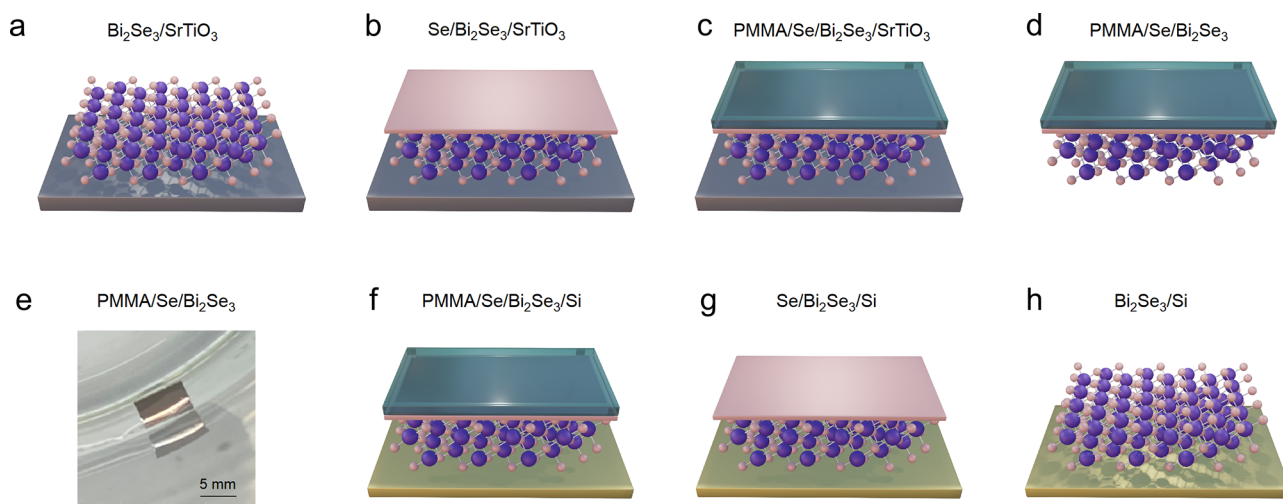 a
Bi₂Se₃/SrTiO₃
b
Se/Bi₂Se₃/SrTiO₃
c
PMMA/Se/Bi₂Se₃/SrTiO₃
d
PMMA/Se/Bi₂Se₃
e
PMMA/Se/Bi₂Se₃
5 mm
f
PMMA/Se/Bi₂Se₃/Si
g
Se/Bi₂Se₃/Si
h
Bi₂Se₃/Si